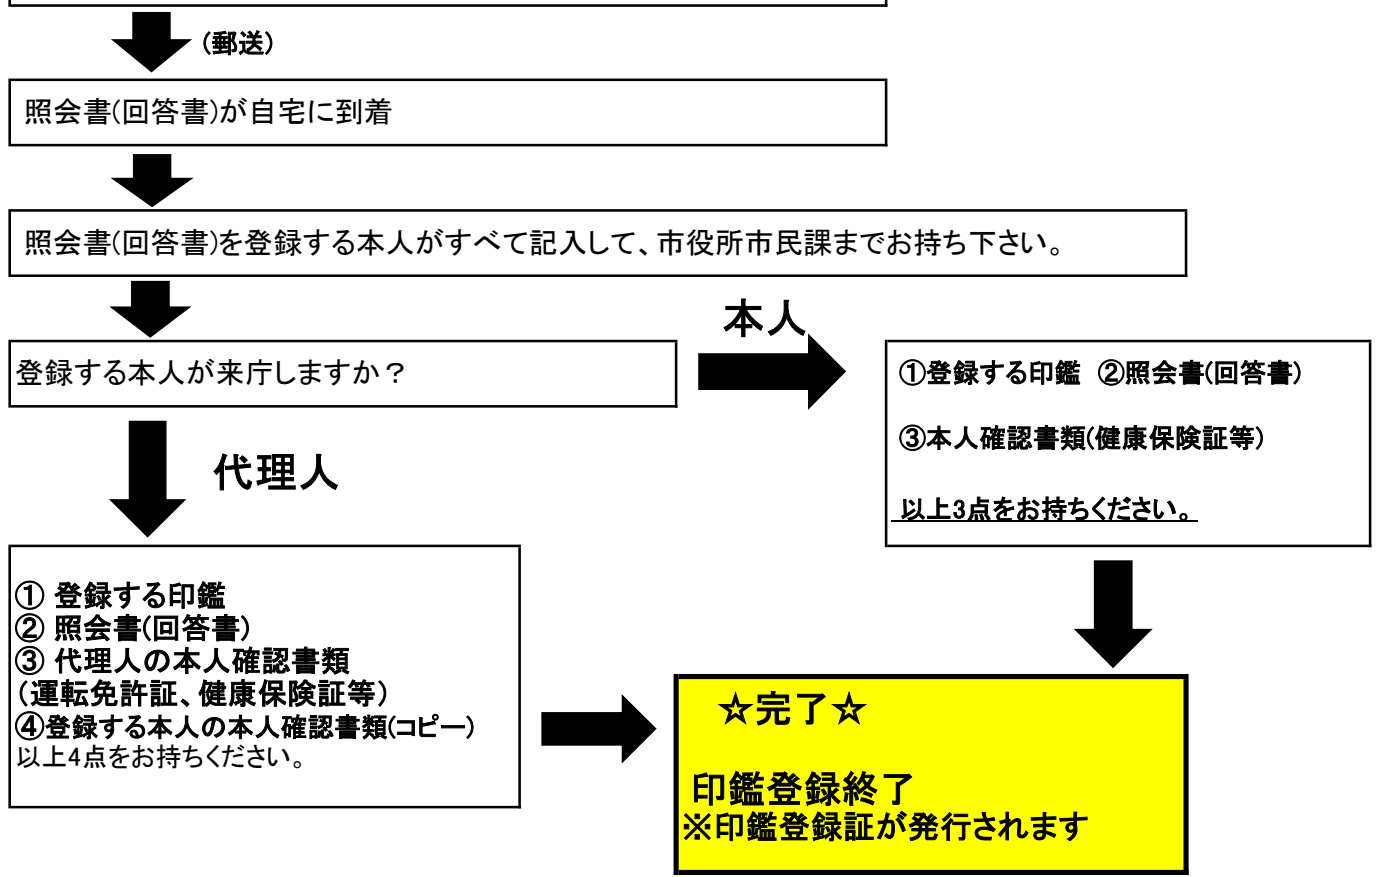 (郵送)
照会書(回答書)が自宅に到着
照会書(回答書)を登録する本人がすべて記入して、市役所市民課までお持ち下さい。
登録する本人が来庁しますか？
本人
①登録する印鑑 ②照会書(回答書)
③本人確認書類(健康保険証等)
以上3点をお持ちください。
代理人
① 登録する印鑑
② 照会書(回答書)
③ 代理人の本人確認書類
(運転免許証、健康保険証等)
④登録する本人の本人確認書類(コピー)
以上4点をお持ちください。
☆完了☆
印鑑登録終了
※印鑑登録証が発行されます